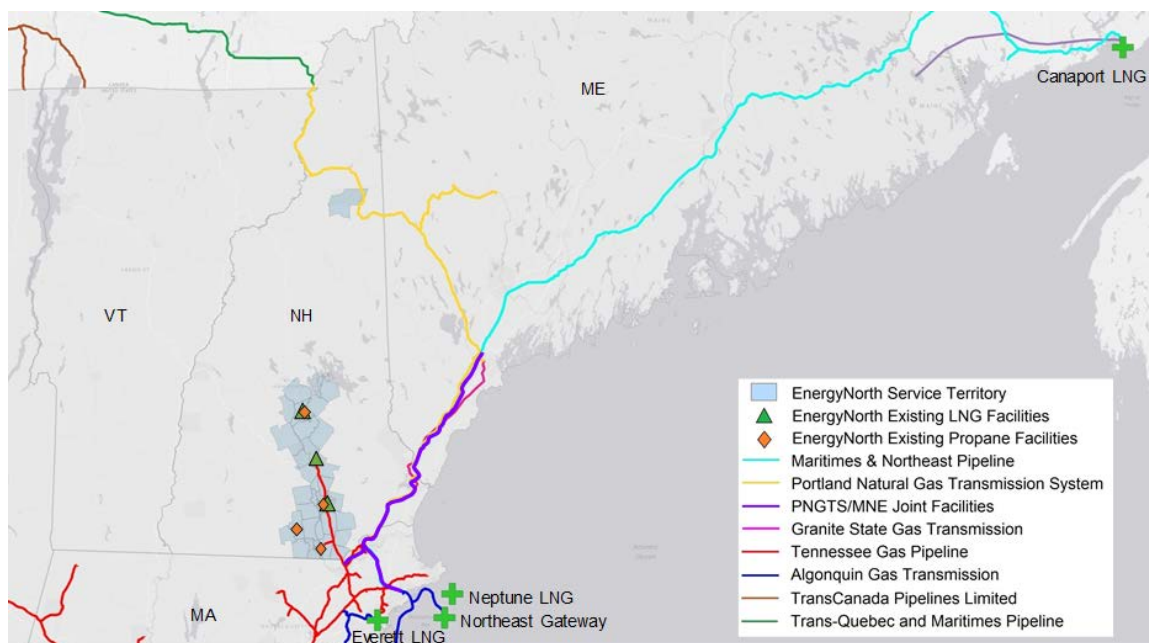 ME
Canaport LNG
VT
NH
MA
Neptune LNG
Northeast Gateway
Everett LNG
EnergyNorth Service Territory
EnergyNorth Existing LNG Facilities
EnergyNorth Existing Propane Facilities
Maritimes & Northeast Pipeline
Portland Natural Gas Transmission System
PNGTS/MNE Joint Facilities
Granite State Gas Transmission
Tennessee Gas Pipeline
Algonquin Gas Transmission
TransCanada Pipelines Limited
Trans-Quebec and Maritimes Pipeline